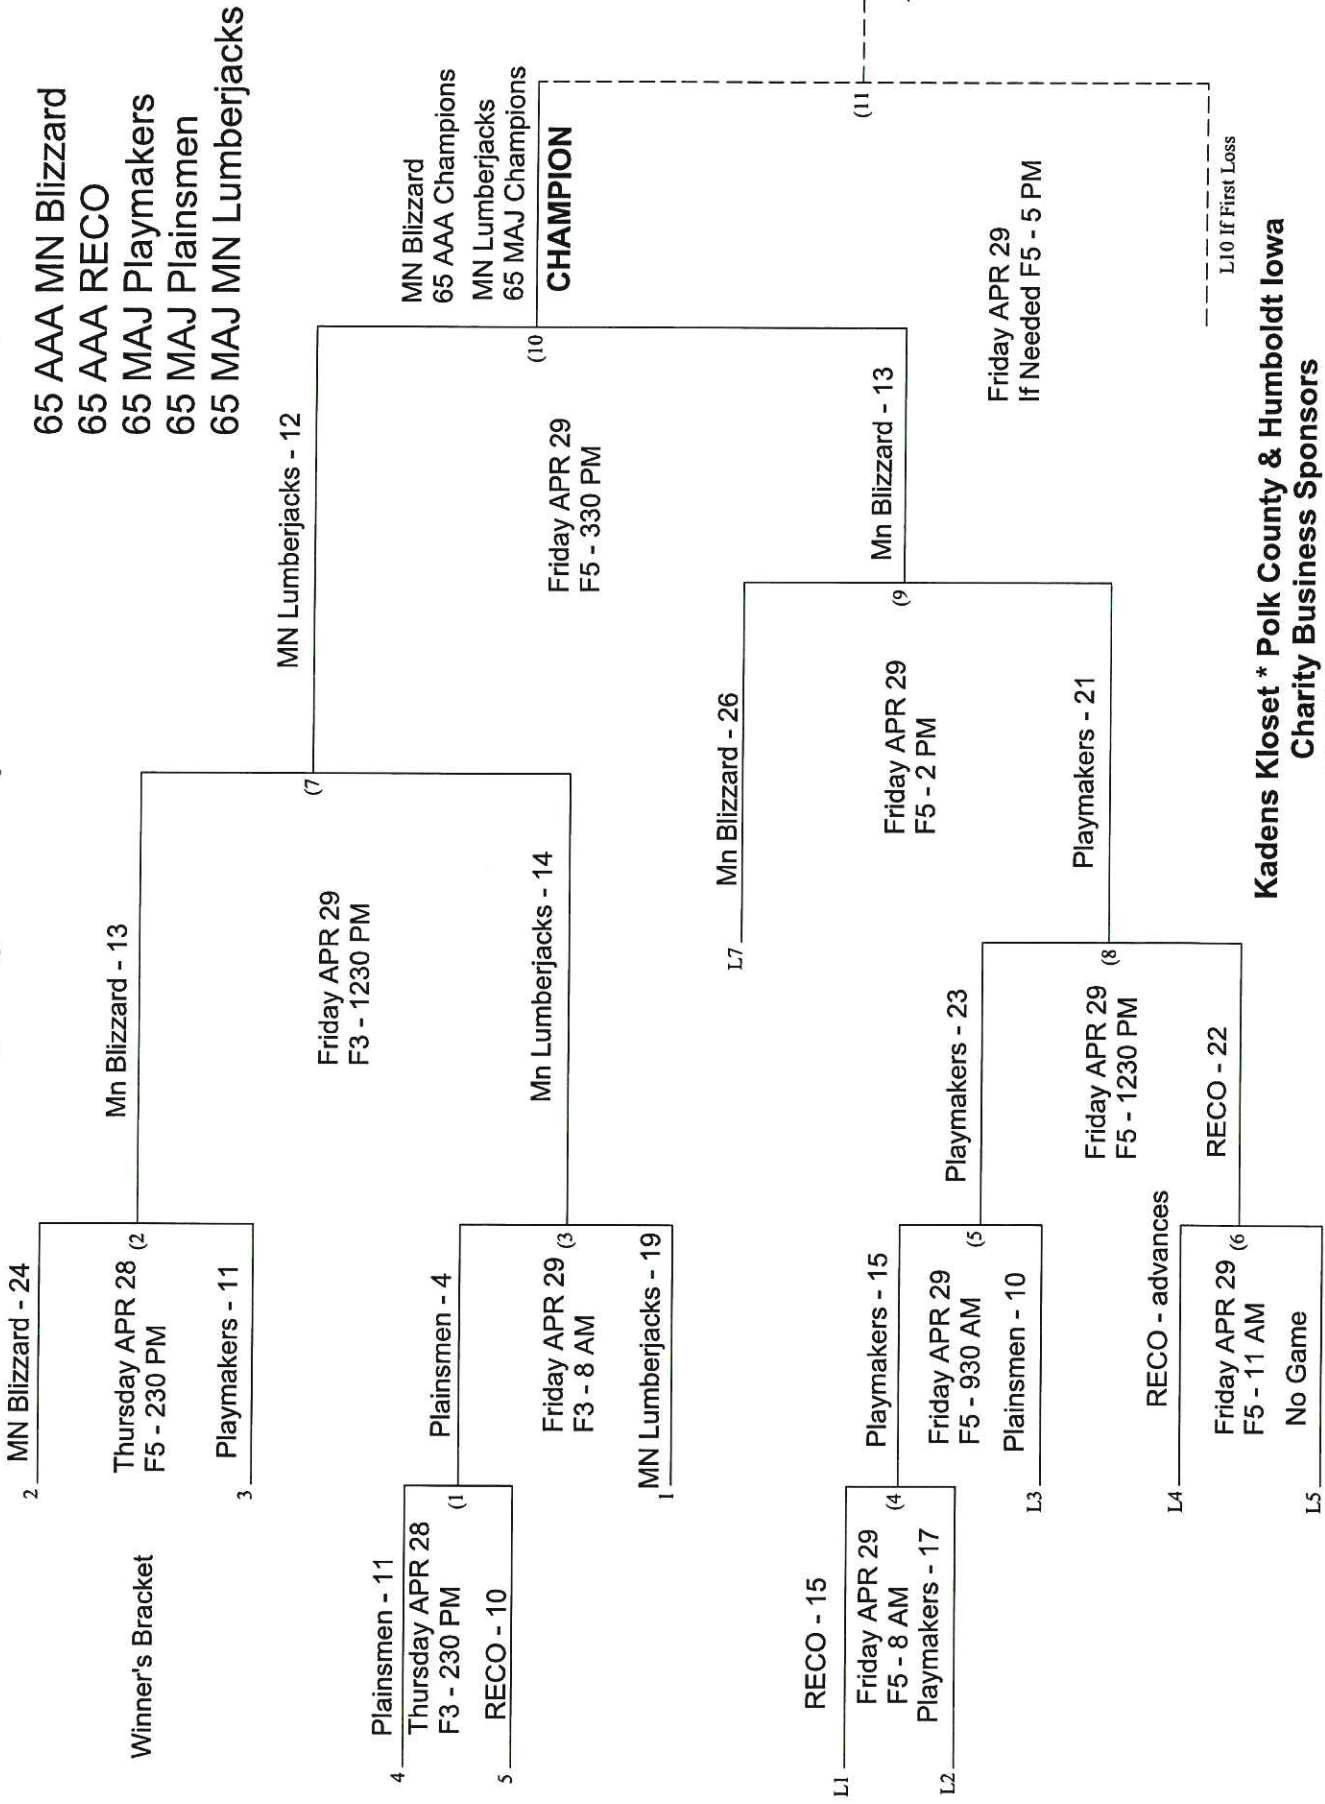 65 AAA MN Blizzard
65 AAA RECO
65 MAJ Playmakers
65 MAJ Plainsmen
65 MAJ MN Lumberjacks
Winner's Bracket
2
MN Blizzard - 24
Thursday APR 28
F5 - 230 PM
(2
Playmakers - 11
3
Mn Blizzard - 13
4
Plainsmen - 11
Thursday APR 28
F3 - 230 PM
(1
RECO - 10
5
Plainsmen - 4
Friday APR 29
F3 - 8 AM
(3
MN Lumberjacks - 19
1
Friday APR 29
F3 - 1230 PM
(7
Mn Lumberjacks - 14
MN Lumberjacks - 12
Friday APR 29
F5 - 330 PM
(10
MN Blizzard
65 AAA Champions
MN Lumberjacks
65 MAJ Champions
CHAMPION
(11
Friday APR 29
If Needed F5 - 5 PM
L10 If First Loss
RECO - 15
L1
Friday APR 29
F5 - 8 AM
(4
Playmakers - 17
L2
Playmakers - 15
Friday APR 29
F5 - 930 AM
(5
Plainsmen - 10
L3
Playmakers - 23
Friday APR 29
F5 - 1230 PM
(8
RECO - advances
L4
Friday APR 29
F5 - 11 AM
(6
No Game
L5
RECO - 22
L7
Mn Blizzard - 26
Friday APR 29
F5 - 2 PM
(9
Playmakers - 21
Mn Blizzard - 13
Kadens Kloset * Polk County & Humboldt Iowa
Charity Business Sponsors